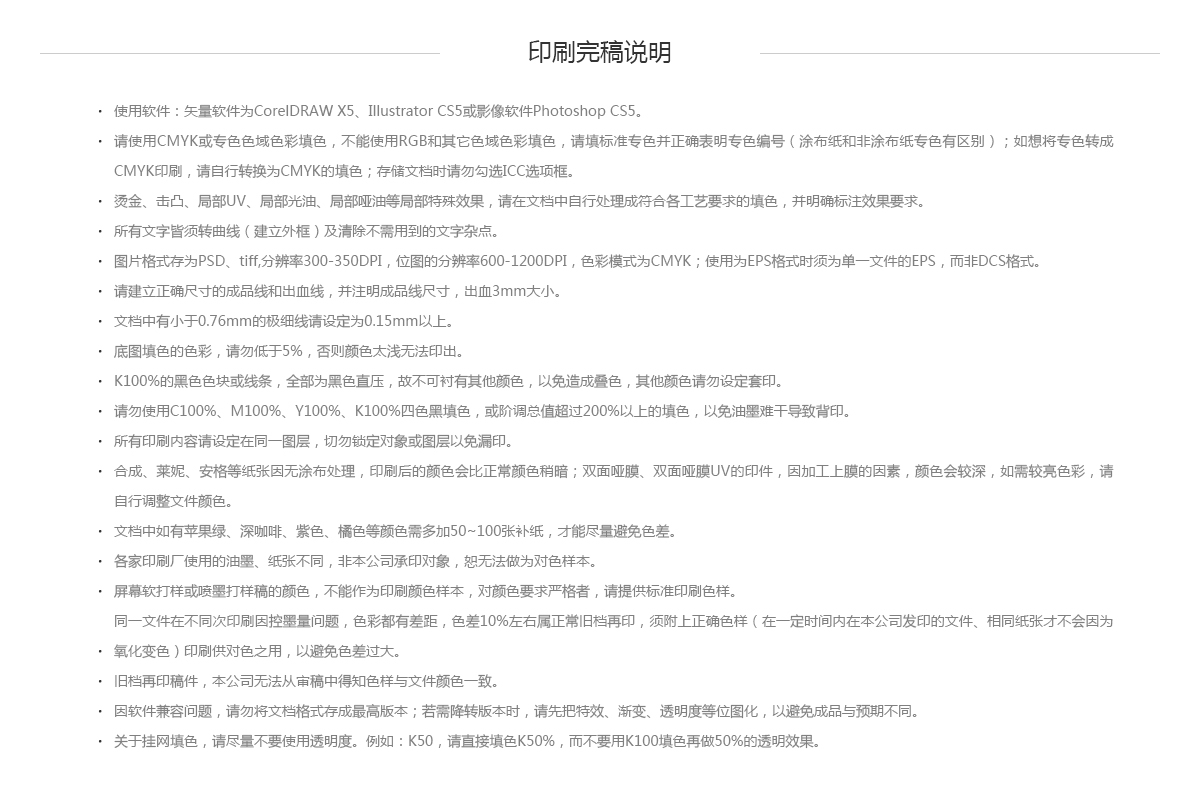 印刷完稿说明
· 使用软件：矢量软件为CorelDRAW X5、Illustrator CS5或影像软件Photoshop CS5。
· 请使用CMYK或专色色域色彩填色，不能使用RGB和其它色域色彩填色，请填标准专色并正确表明专色编号（涂布纸和非涂布纸专色有区别）；如想将专色转成
CMYK印刷，请自行转换为CMYK的填色；存储文档时请勿勾选ICC选项框。
· 烫金、击凸、局部UV、局部光油、局部哑油等局部特殊效果，请在文档中自行处理成符合各工艺要求的填色，并明确标注效果要求。
· 所有文字皆须转曲线（建立外框）及清除不需用到的文字杂点。
· 图片格式存为PSD、tiff,分辨率300-350DPI，位图的分辨率600-1200DPI，色彩模式为CMYK；使用为EPS格式时须为单一文件的EPS，而非DCS格式。
· 请建立正确尺寸的成品线和出血线，并注明成品线尺寸，出血3mm大小。
· 文档中有小于0.76mm的极细线请设定为0.15mm以上。
· 底图填色的色彩，请勿低于5%，否则颜色太浅无法印出。
· K100%的黑色色块或线条，全部为黑色直压，故不可衬有其他颜色，以免造成叠色，其他颜色请勿设定套印。
· 请勿使用C100%、M100%、Y100%、K100%四色黑填色，或阶调总值超过200%以上的填色，以免油墨难干导致背印。
· 所有印刷内容请设定在同一图层，切勿锁定对象或图层以免漏印。
· 合成、莱妮、安格等纸张因无涂布处理，印刷后的颜色会比正常颜色稍暗；双面哑膜、双面哑膜UV的印件，因加工上膜的因素，颜色会较深，如需较亮色彩，请
自行调整文件颜色。
· 文档中如有苹果绿、深咖啡、紫色、橘色等颜色需多加50~100张补纸，才能尽量避免色差。
· 各家印刷厂使用的油墨、纸张不同，非本公司承印对象，恕无法做为对色样本。
· 屏幕软打样或喷墨打样稿的颜色，不能作为印刷颜色样本，对颜色要求严格者，请提供标准印刷色样。
同一文件在不同次印刷因控墨量问题，色彩都有差距，色差10%左右属正常旧档再印，须附上正确色样（在一定时间内在本公司发印的文件、相同纸张才不会因为
· 氧化变色）印刷供对色之用，以避免色差过大。
· 旧档再印稿件，本公司无法从审稿中得知色样与文件颜色一致。
· 因软件兼容问题，请勿将文档格式存成最高版本；若需降转版本时，请先把特效、渐变、透明度等位图化，以避免成品与预期不同。
· 关于挂网填色，请尽量不要使用透明度。例如：K50，请直接填色K50%，而不要用K100填色再做50%的透明效果。